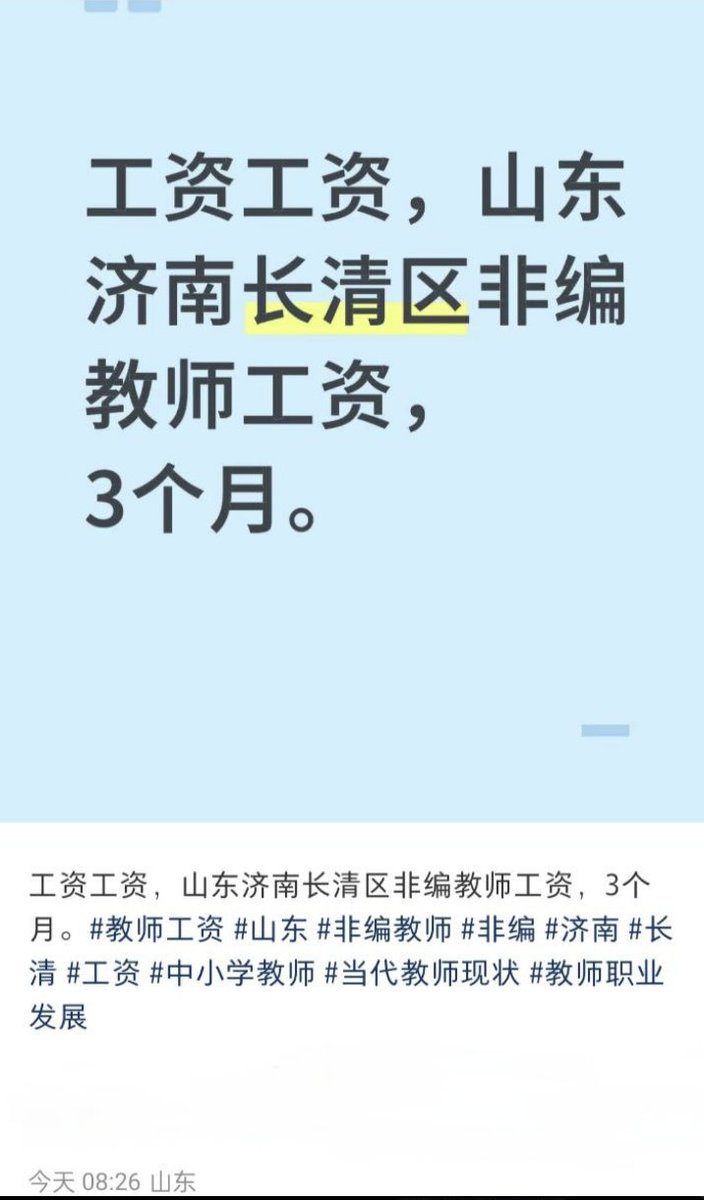 工资工资，山东
济南长清区非编
教师工资，
3个月。
工资工资，山东济南长清区非编教师工资，3个
月。#教师工资 #山东 #非编教师 #非编 #济南 #长
清 #工资 #中小学教师 #当代教师现状 #教师职业
发展
今天 08:26 山东